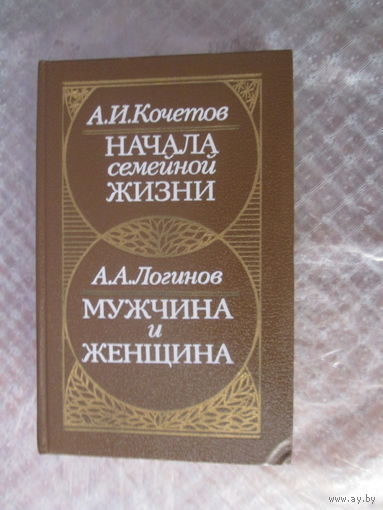 А.И.Кочетов
НАЧАЛА
семейной
ЖИЗНИ
А.А.Логинов
МУЖЧИНА
и
ЖЕНЩИНА
© www.ay.by